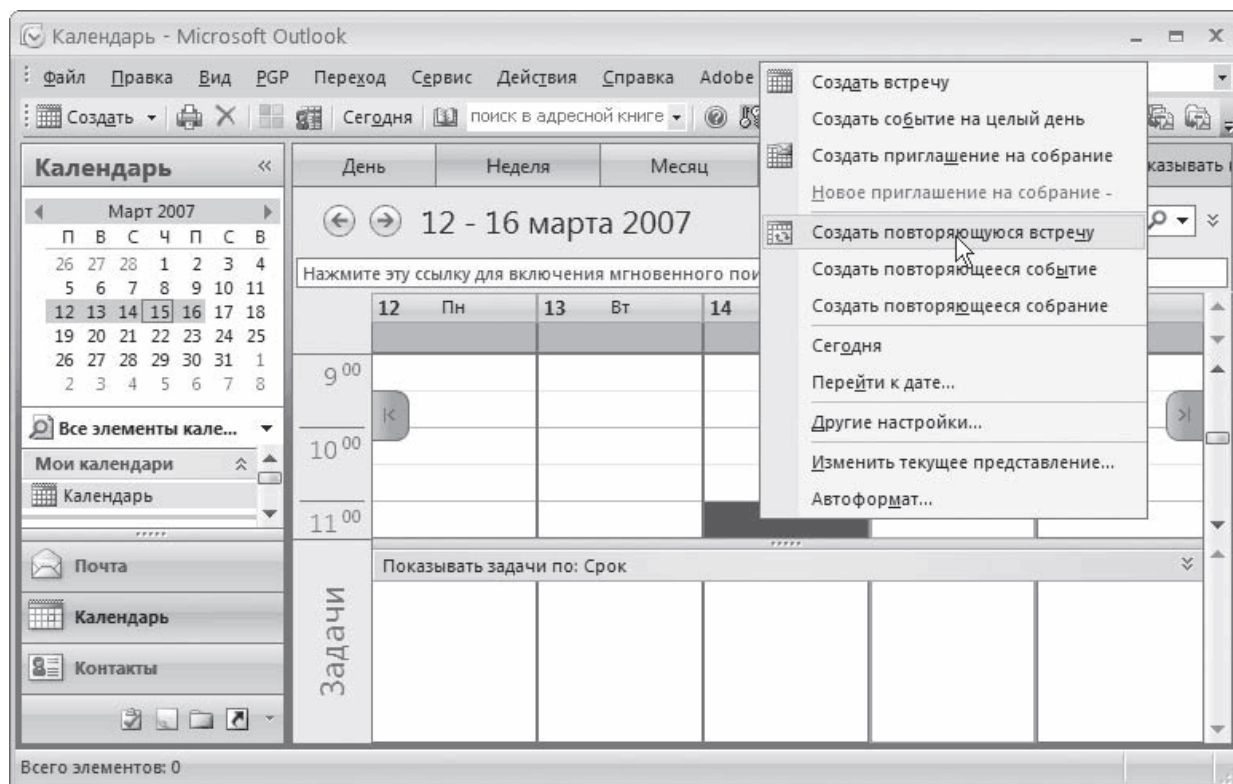 Календарь - Microsoft Outlook
Файл Правка Вид PGP Переход Сервис Действия Справка Adobe
Создать Сегодня поиск в адресной книге
Календарь «
День Неделя Месяц
Март 2007
П В С Ч П С В
26 27 28 1 2 3 4
5 6 7 8 9 10 11
12 13 14 15 16 17 18
19 20 21 22 23 24 25
26 27 28 29 30 31 1
2 3 4 5 6 7 8
12 - 16 марта 2007
Нажмите эту ссылку для включения мгновенного
12 Пн 13 Вт 14
9 00
10 00
11 00
Все элементы кале...
Мои календари
Календарь
Почта
Календарь
Контакты
Показывать задачи по: Срок
Задачи
Создать встречу
Создать событие на целый день
Создать приглашение на собрание
Новое приглашение на собрание -
Создать повторяющуюся встречу
Создать повторяющееся событие
Создать повторяющееся собрание
Сегодня
Перейти к дате...
Другие настройки...
Изменить текущее представление...
Автоформат...
Всего элементов: 0